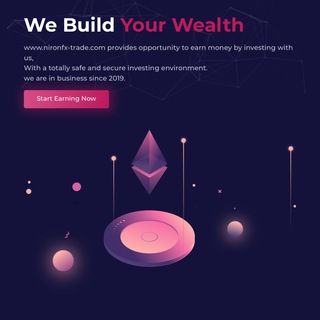 We Build Your Wealth
www.nironfx-trade.com provides opportunity to earn money by investing with
us,
With a totally safe and secure investing environment.
we are in business since 2019.
Start Earning Now